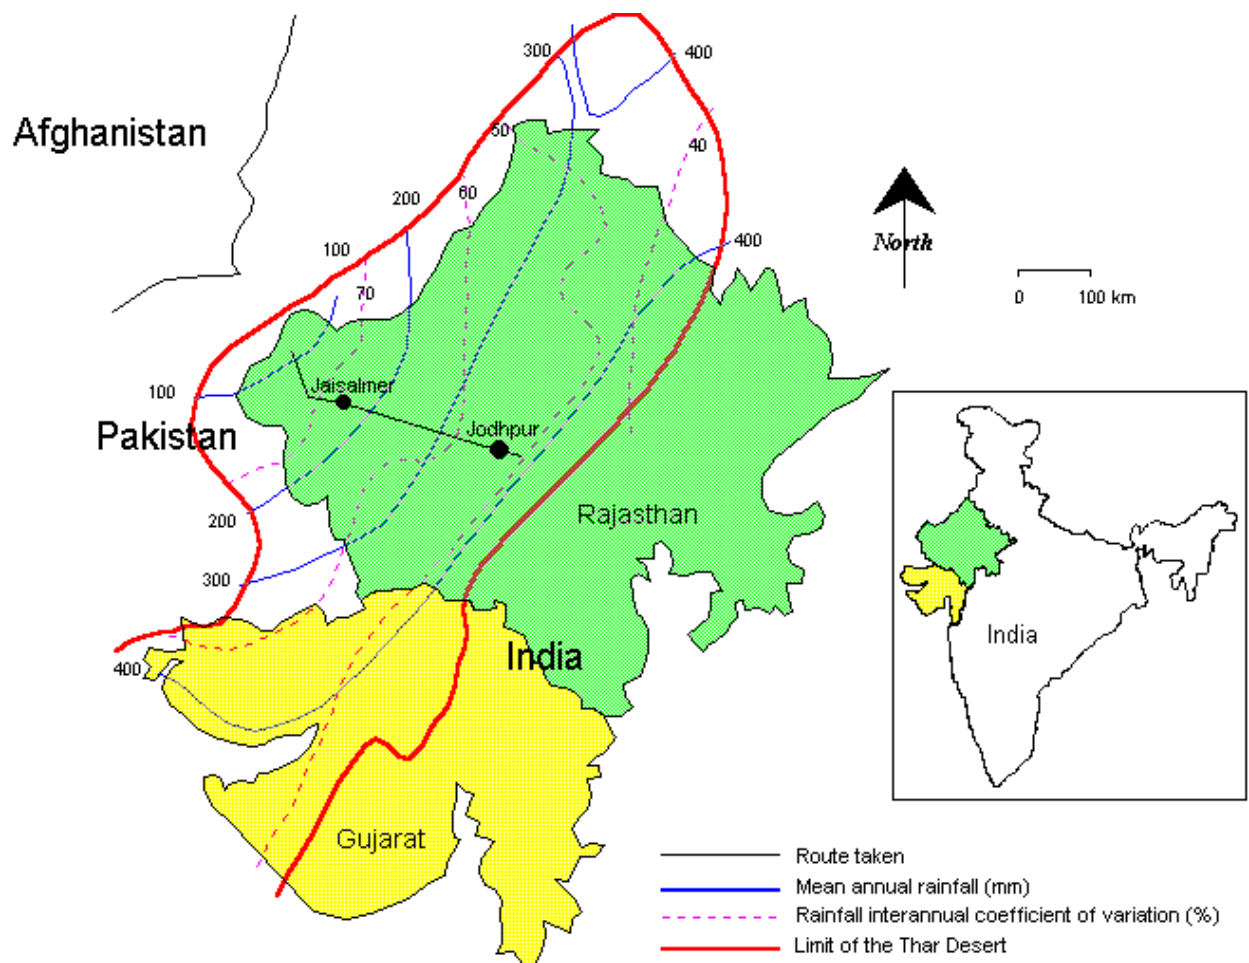 300
400
Afghanistan
50
40
60
200
400
North
100
70
0 100 km
Jaisalmer
100
Pakistan
Jodhpur
Rajasthan
200
300
India
India
400
Gujarat
Route taken
Mean annual rainfall (mm)
Rainfall interannual coefficient of variation (%)
Limit of the Thar Desert